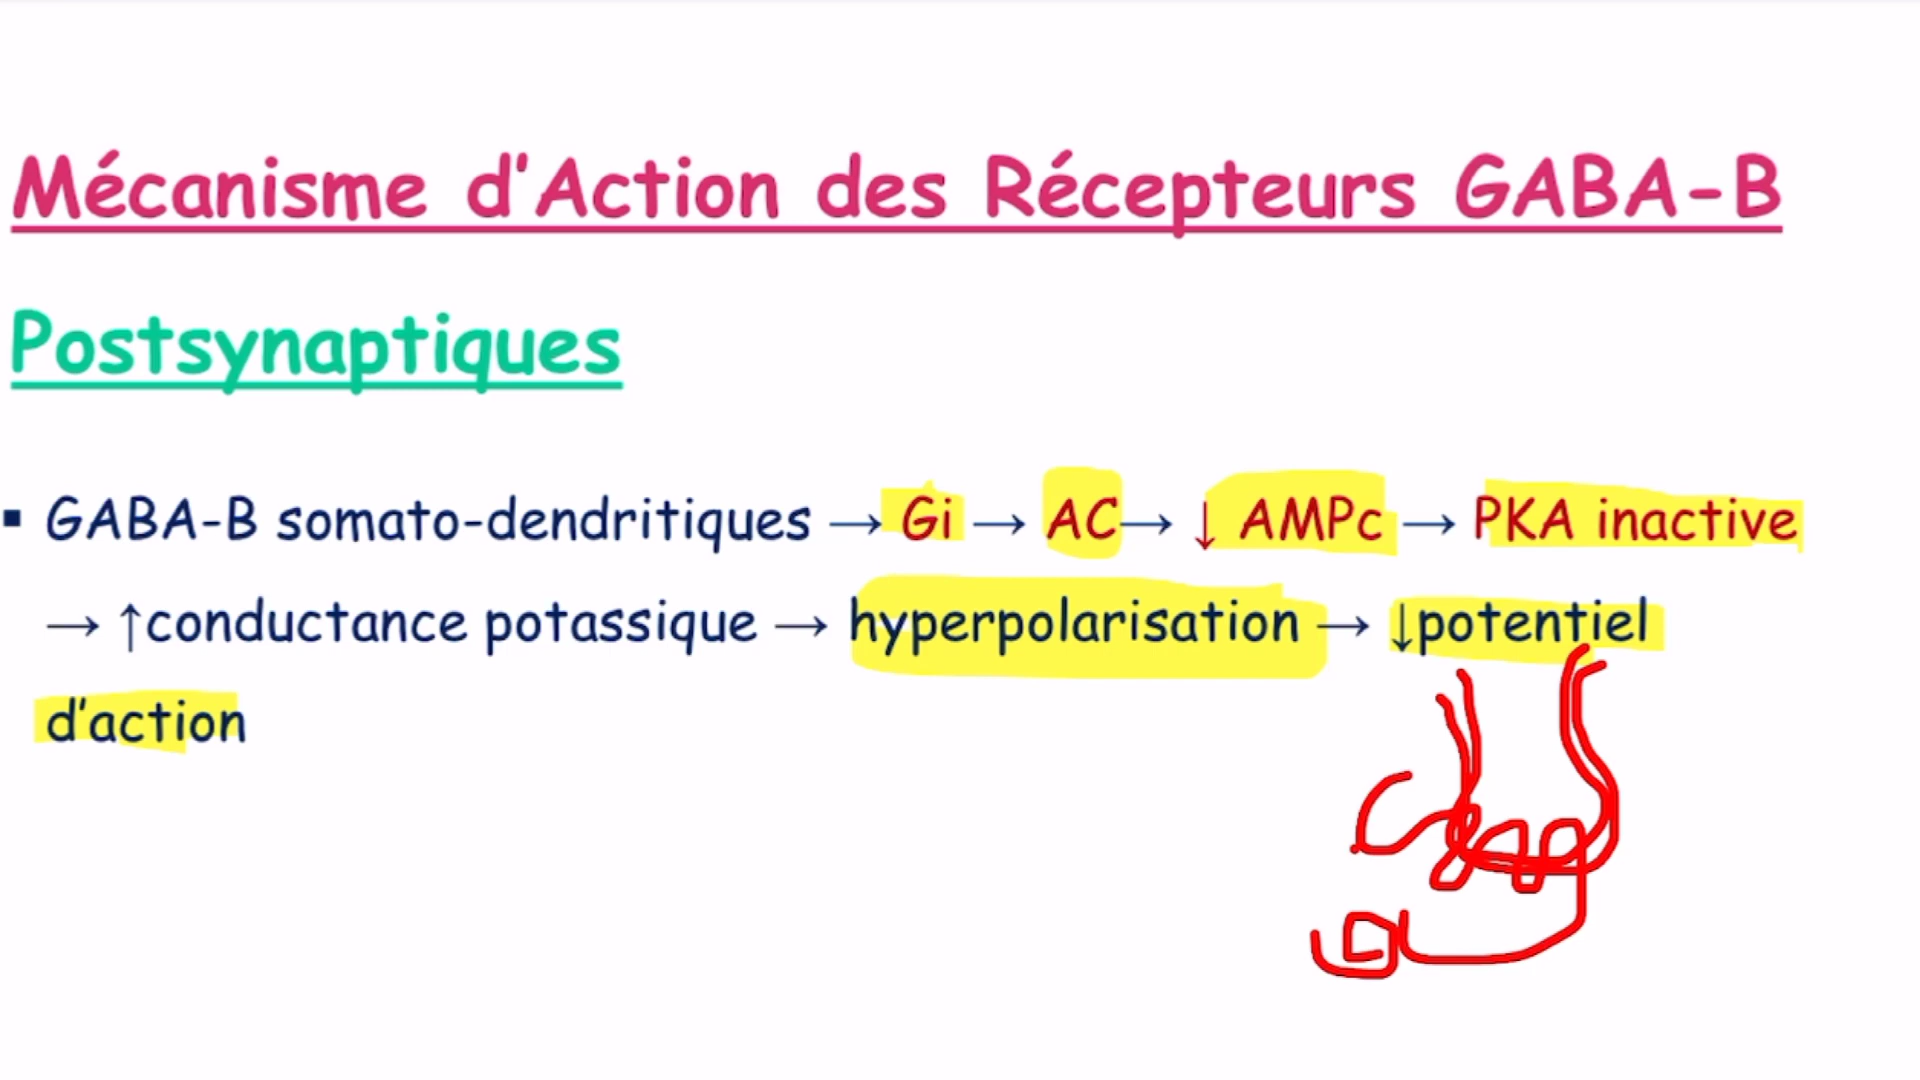 Mécanisme d'Action des Récepteurs GABA-B
Postsynaptiques
▪ GABA-B somato-dendritiques → Gi → AC→ ↓ AMPc → PKA inactive
→ ↑conductance potassique → hyperpolarisation → ↓potentiel
d'action